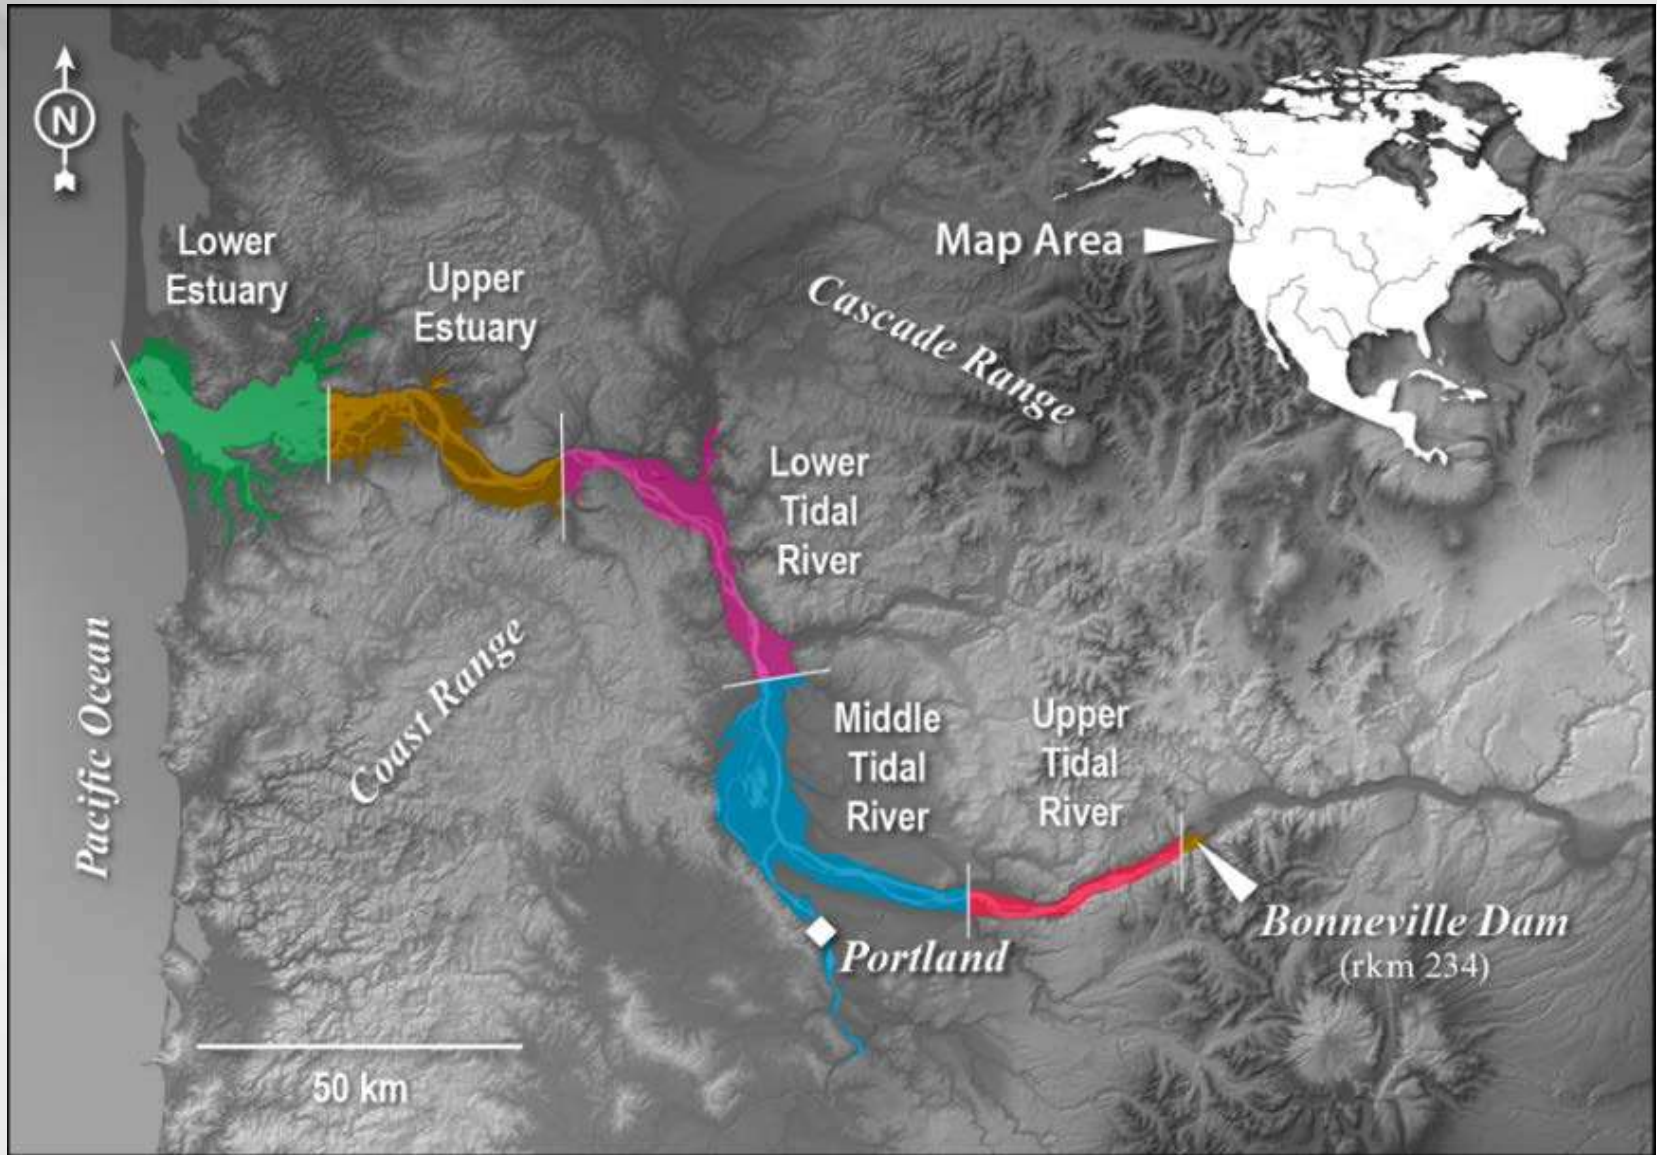 N
Lower
Estuary
Upper
Estuary
Map Area
Cascade Range
Lower
Tidal
River
Pacific Ocean
Coast Range
Middle
Tidal
River
Upper
Tidal
River
Portland
Bonneville Dam
(rkm 234)
50 km